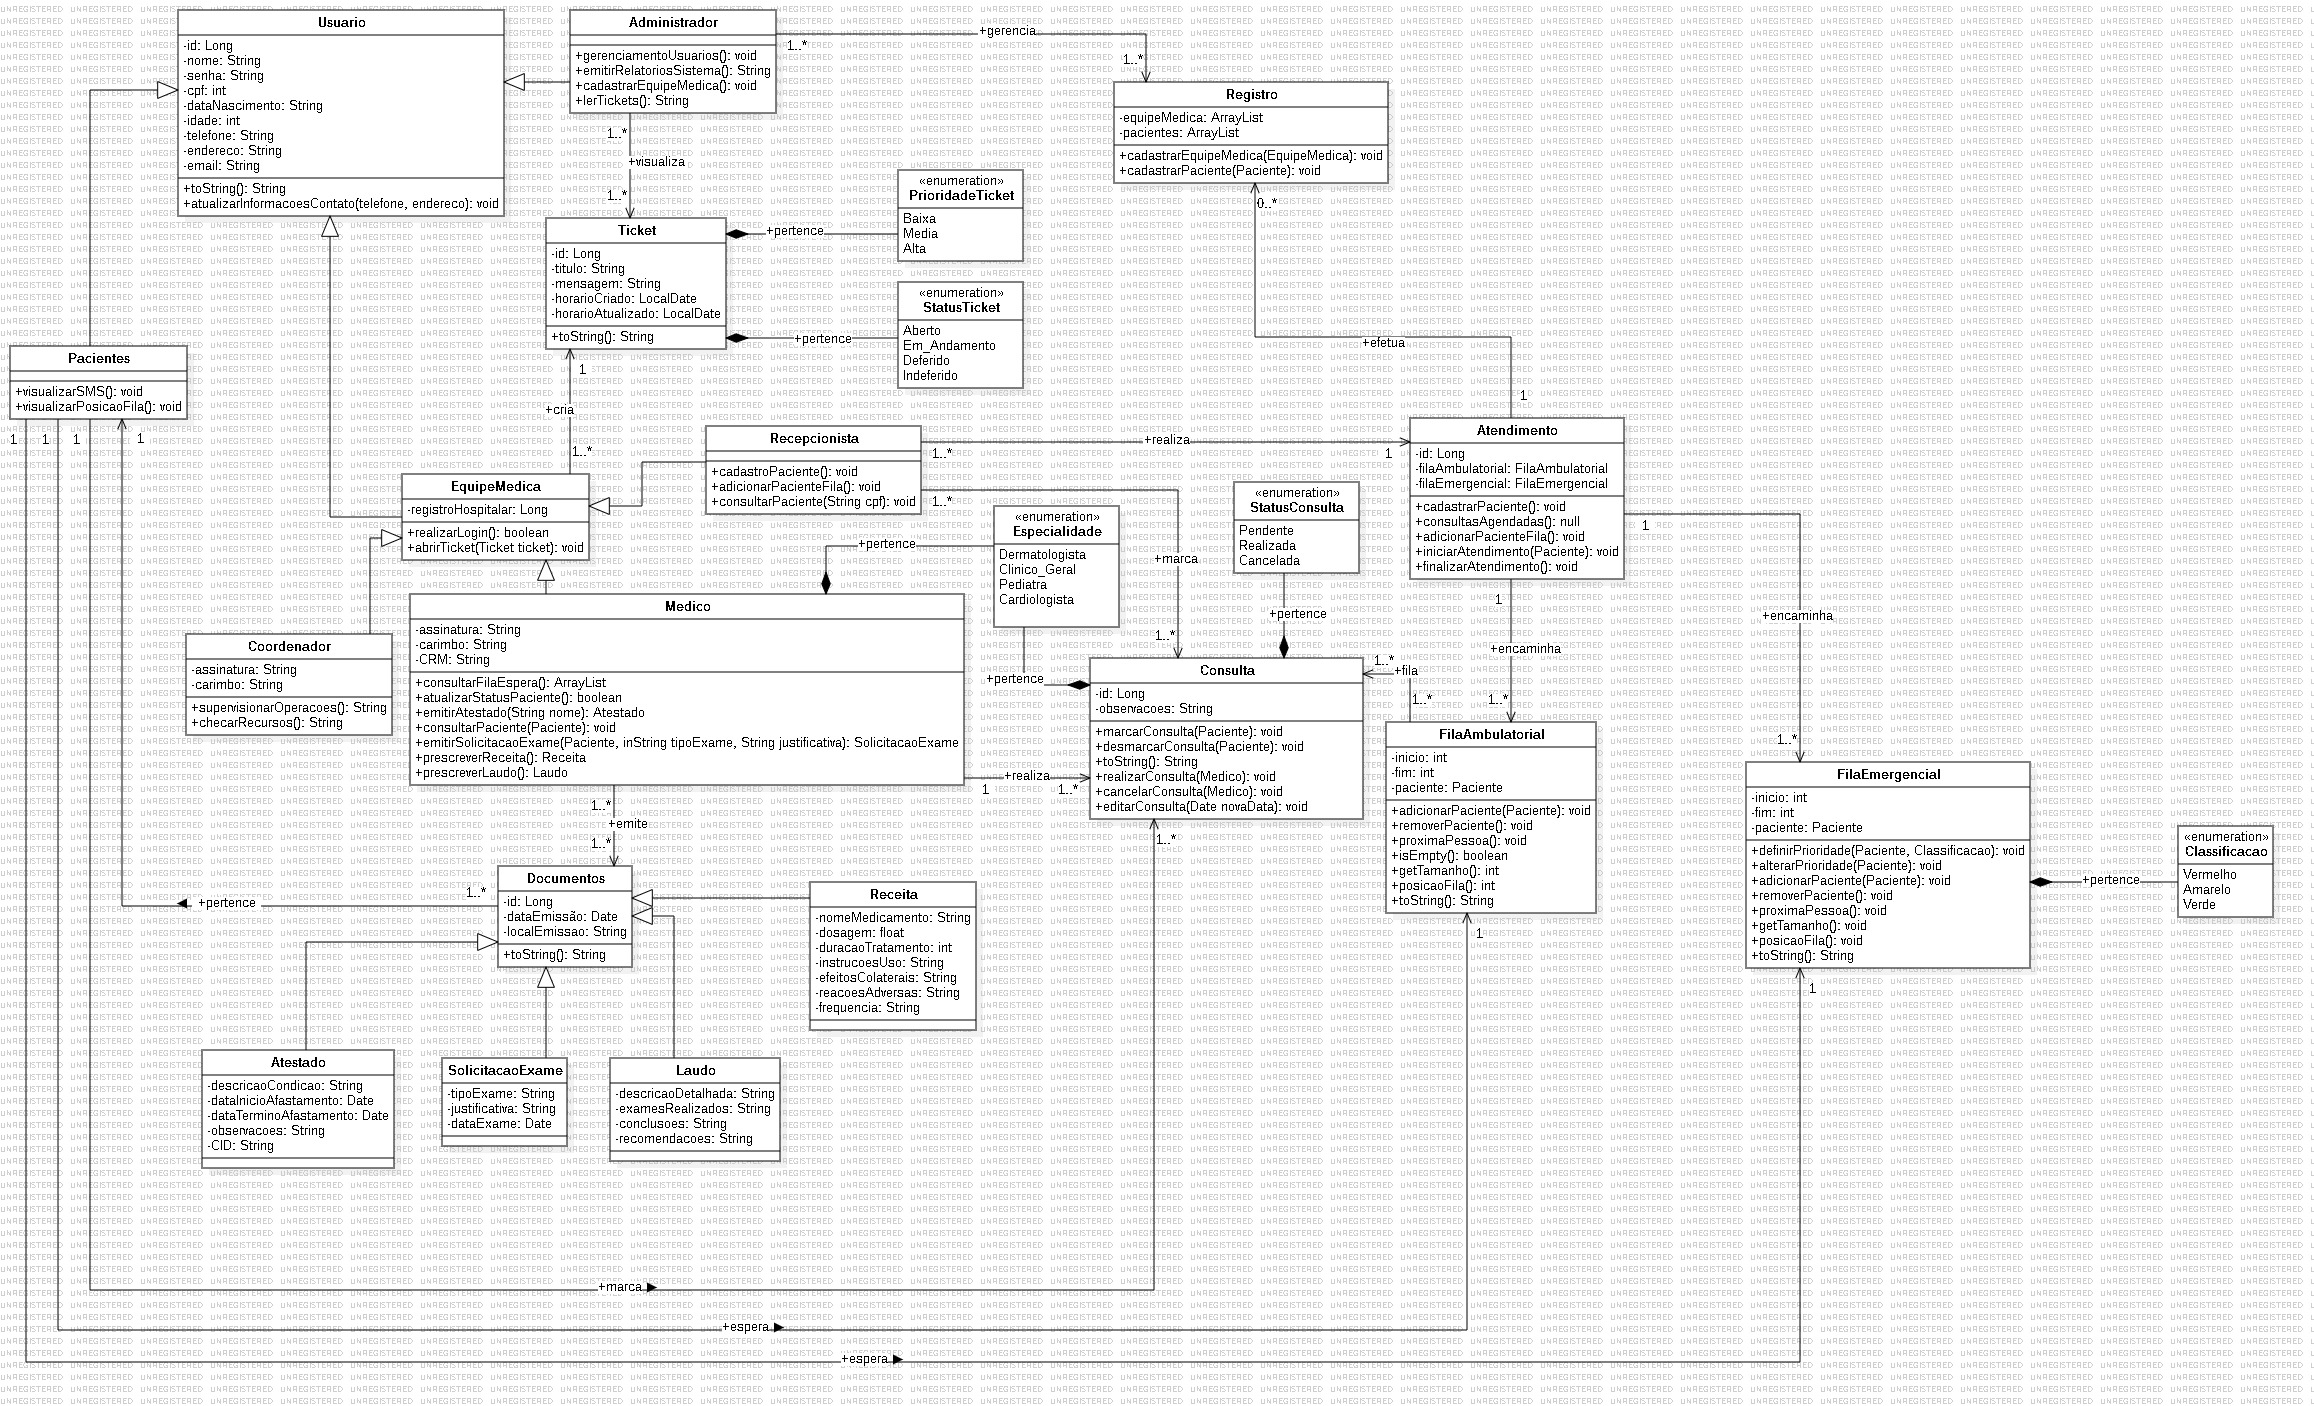 Usuario
-id: Long
-nome: String
-senha: String
-cpf: int
-dataNascimento: String
-idade: int
-telefone: String
-endereco: String
-email: String
+toString(): String
+atualizarInformacoesContato(telefone, endereco): void
Administrador
+gerenciamentoUsuarios(): void
+emitirRelatoriosSistema(): String
+cadastrarEquipeMedica(): void
+lerTickets(): String
1..*
+gerencia
1..*
Registro
-equipeMedica: ArrayList
-pacientes: ArrayList
+cadastrarEquipeMedica(EquipeMedica): void
+cadastrarPaciente(Paciente): void
0..*
1..*
+visualiza
1..*
Ticket
-id: Long
-titulo: String
-mensagem: String
-horarioCriado: LocalDate
-horarioAtualizado: LocalDate
+toString(): String
+pertence
«enumeration»
PrioridadeTicket
Baixa
Media
Alta
+pertence
«enumeration»
StatusTicket
Aberto
Em_Andamento
Deferido
Indeferido
+efetua
1
Pacientes
+visualizarSMS(): void
+visualizarPosicaoFila(): void
1
1
1
1
1
+cria
1..*
EquipeMedica
-registroHospitalar: Long
+realizarLogin(): boolean
+abrirTicket(Ticket ticket): void
Recepcionista
+cadastroPaciente(): void
+adicionarPacienteFila(): void
+consultarPaciente(String cpf): void
1..*
+realiza
1
1..*
+marca
1..*
Atendimento
-id: Long
-filaAmbulatorial: FilaAmbulatorial
-filaEmergencial: FilaEmergencial
+cadastrarPaciente(): void
+consultasAgendadas(): null
+adicionarPacienteFila(): void
+iniciarAtendimento(Paciente): void
+finalizarAtendimento(): void
1
+encaminha
1..*
1
+encaminha
1..*
«enumeration»
Especialidade
Dermatologista
Clinico_Geral
Pediatra
Cardiologista
+pertence
+pertence
«enumeration»
StatusConsulta
Pendente
Realizada
Cancelada
+pertence
Coordenador
-assinatura: String
-carimbo: String
+supervisionarOperacoes(): String
+checarRecursos(): String
Medico
-assinatura: String
-carimbo: String
-CRM: String
+consultarFilaEspera(): ArrayList
+atualizarStatusPaciente(): boolean
+emitirAtestado(String nome): Atestado
+consultarPaciente(Paciente): void
+emitirSolicitacaoExame(Paciente, inString tipoExame, String justificativa): SolicitacaoExame
+prescreverReceita(): Receita
+prescreverLaudo(): Laudo
+realiza
1
1..*
Consulta
-id: Long
-observacoes: String
+marcarConsulta(Paciente): void
+desmarcarConsulta(Paciente): void
+toString(): String
+realizarConsulta(Medico): void
+cancelarConsulta(Medico): void
+editarConsulta(Date novaData): void
1..*
1..*
+fila
1..*
FilaAmbulatorial
-inicio: int
-fim: int
-paciente: Paciente
+adicionarPaciente(Paciente): void
+removerPaciente(): void
+proximaPessoa(): void
+isEmpty(): boolean
+getTamanho(): int
+posicaoFila(): int
+toString(): String
1
FilaEmergencial
-inicio: int
-fim: int
-paciente: Paciente
+definirPrioridade(Paciente, Classificacao): void
+alterarPrioridade(Paciente): void
+adicionarPaciente(Paciente): void
+removerPaciente(): void
+proximaPessoa(): void
+getTamanho(): void
+posicaoFila(): void
+toString(): String
1
+pertence
«enumeration»
Classificacao
Vermelho
Amarelo
Verde
1..*
+emite
1..*
Documentos
-id: Long
-dataEmissão: Date
-localEmissao: String
+toString(): String
1..*
+pertence
Receita
-nomeMedicamento: String
-dosagem: float
-duracaoTratamento: int
-instrucoesUso: String
-efeitosColaterais: String
-reacoesAdversas: String
-frequencia: String
Atestado
-descricaoCondicao: String
-dataInicioAfastamento: Date
-dataTerminoAfastamento: Date
-observacoes: String
-CID: String
SolicitacaoExame
-tipoExame: String
-justificativa: String
-dataExame: Date
Laudo
-descricaoDetalhada: String
-examesRealizados: String
-conclusoes: String
-recomendacoes: String
+marca
+espera
+espera
UNREGISTERED